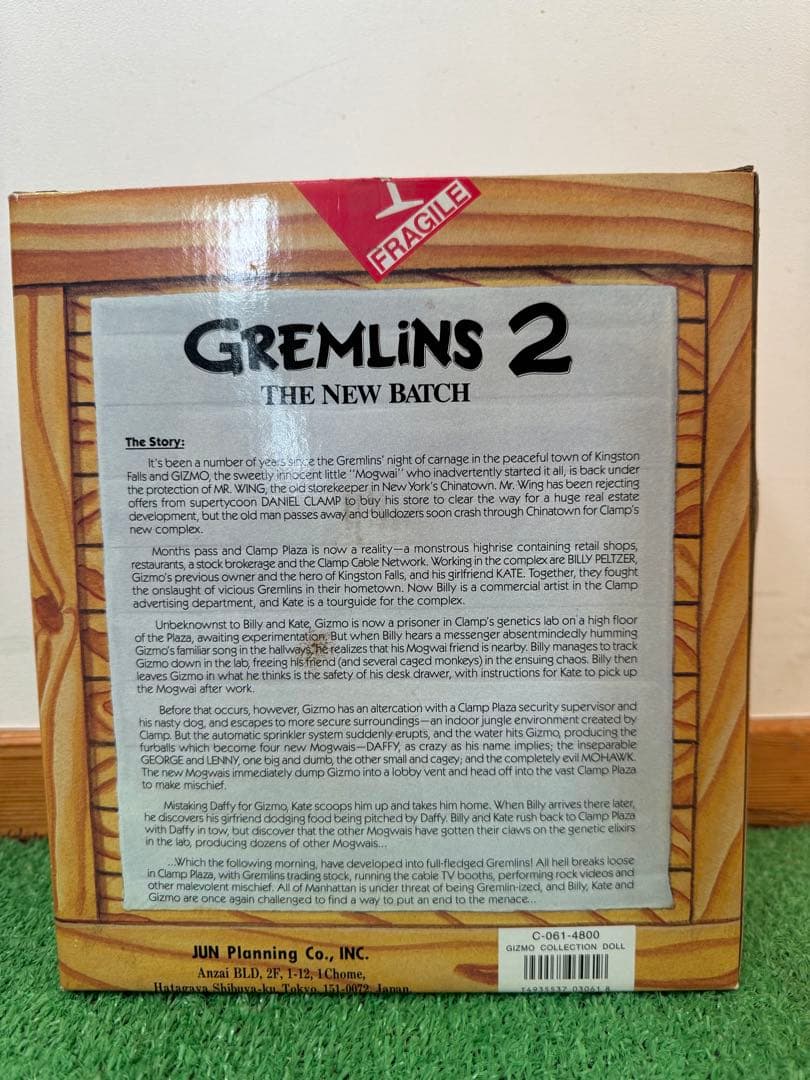 FRAGILE
GREMLINS 2
THE NEW BATCH
The Story:
It's been a number of years since the Gremlins' night of carnage in the peaceful town of Kingston
Falls and GIZMO, the sweetly innocent little "Mogwai" who inadvertently started it all, is back under
the protection of MR. WING, the old storekeeper in New York's Chinatown. Mr. Wing has been rejecting
offers from supertycoon DANIEL CLAMP to buy his store to clear the way for a huge real estate
development, but the old man passes away and bulldozers soon crash through Chinatown for Clamp's
new complex.
Months pass and Clamp Plaza is now a reality—a monstrous highrise containing retail shops,
restaurants, a stock brokerage and the Clamp Cable Network. Working in the complex are BILLY PELTZER,
Gizmo's previous owner and the hero of Kingston Falls, and his girlfriend KATE. Together, they fought
the onslaught of vicious Gremlins in their hometown. Now Billy is a commercial artist in the Clamp
advertising department, and Kate is a tourguide for the complex.
Unbeknownst to Billy and Kate, Gizmo is now a prisoner in Clamp's genetics lab on a high floor
of the Plaza, awaiting experimentation. But when Billy hears a messenger absentmindedly humming
Gizmo's familiar song in the hallways, he realizes that his Mogwai friend is nearby. Billy manages to track
Gizmo down in the lab, freeing his friend (and several caged monkeys) in the ensuing chaos. Billy then
leaves Gizmo in what he thinks is the safety of his desk drawer, with instructions for Kate to pick up
the Mogwai after work.
Before that occurs, however, Gizmo has an altercation with a Clamp Plaza security supervisor and
his nasty dog, and escapes to more secure surroundings—an indoor jungle environment created by
Clamp. But the automatic sprinkler system suddenly erupts, and the water hits Gizmo, producing the
furballs which become four new Mogwais—DAFFY, as crazy as his name implies; the inseparable
GEORGE and LENNY, one big and dumb, the other small and cagey; and the completely evil MOHAWK.
The new Mogwais immediately dump Gizmo into a lobby vent and head off into the vast Clamp Plaza
to make mischief.
Mistaking Daffy for Gizmo, Kate scoops him up and takes him home. When Billy arrives there later,
he discovers his girlfriend dodging food being pitched by Daffy. Billy and Kate rush back to Clamp Plaza
with Daffy in tow, but discover that the other Mogwais have gotten their claws on the genetic elixirs
in the lab, producing dozens of other Mogwais...
...Which the following morning, have developed into full-fledged Gremlins! All hell breaks loose
in Clamp Plaza, with Gremlins trading stock, running the cable TV booths, performing rock videos and
other malevolent mischief. All of Manhattan is under threat of being Gremlin-ized, and Billy, Kate and
Gizmo are once again challenged to find a way to put an end to the menace...
JUN Planning Co., INC.
Anzai BLD, 2F, 1-12, 1Chome,
Hatagaya Shibuya-ku, Tokyo, 151-0072, Japan.
C-061-4800
GIZMO COLLECTION DOLL
T4935537 03061 8